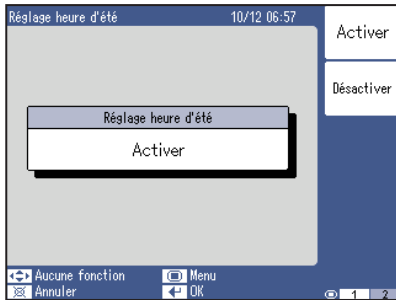 Réglage heure d'été 10/12 06:57
Activer
Désactiver
Réglage heure d'été
Activer
Aucune fonction Menu
Annuler OK
1 2